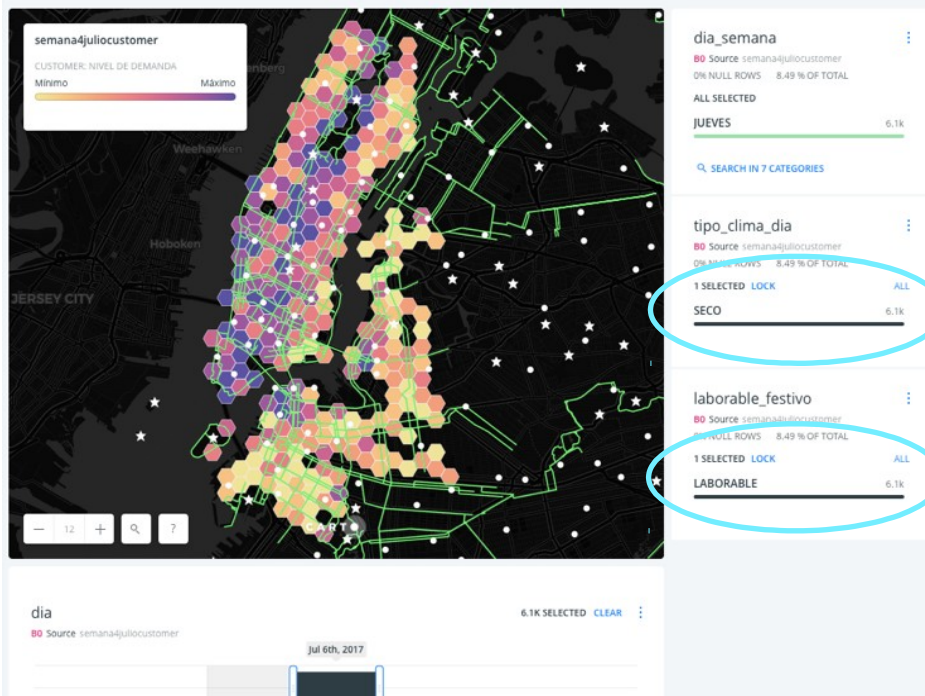 semana4juliocustomer
CUSTOMER: NIVEL DE DEMANDA
Mínimo Máximo
Weehawken
Hoboken
JERSEY CITY
CARTO
− 12 + ?
dia_semana
B0 Source semana4juliocustomer
0% NULL ROWS 8.49 % OF TOTAL
ALL SELECTED
JUEVES 6.1k
SEARCH IN 7 CATEGORIES
tipo_clima_dia
B0 Source semana4juliocustomer
0% NULL ROWS 8.49 % OF TOTAL
1 SELECTED LOCK ALL
SECO 6.1k
laborable_festivo
B0 Source semana4juliocustomer
0% NULL ROWS 8.49 % OF TOTAL
1 SELECTED LOCK ALL
LABORABLE 6.1k
dia 6.1K SELECTED CLEAR
B0 Source semana4juliocustomer
Jul 6th, 2017